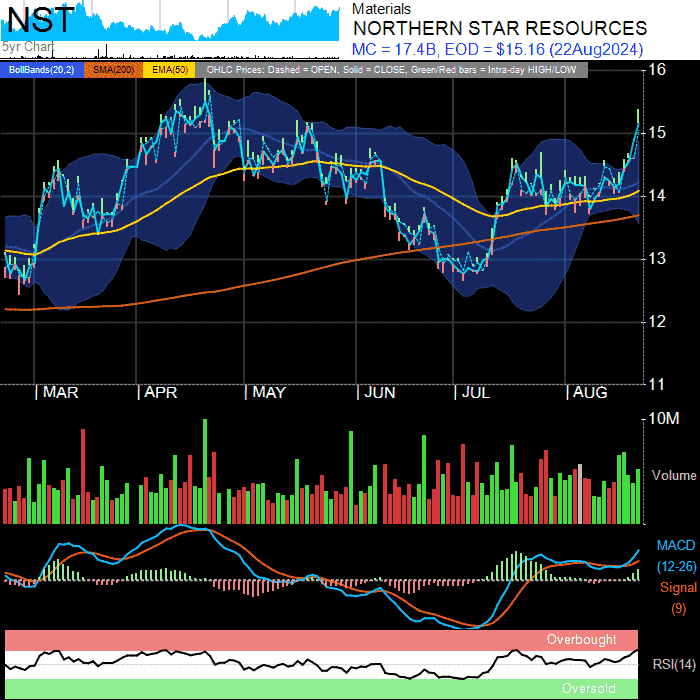 NST
Materials
NORTHERN STAR RESOURCES
MC = 17.4B, EOD = $15.16 (22Aug2024)
5yr Chart
BollBands(20,2) SMA(200) EMA(50) OHLC Prices: Dashed = OPEN, Solid = CLOSE, Green/Red bars = Intra-day HIGH/LOW
16
15
14
13
12
11
| MAR | APR | MAY | JUN | JUL | AUG
10M
Volume
MACD
(12-26)
Signal
(9)
Overbought
RSI(14)
Oversold